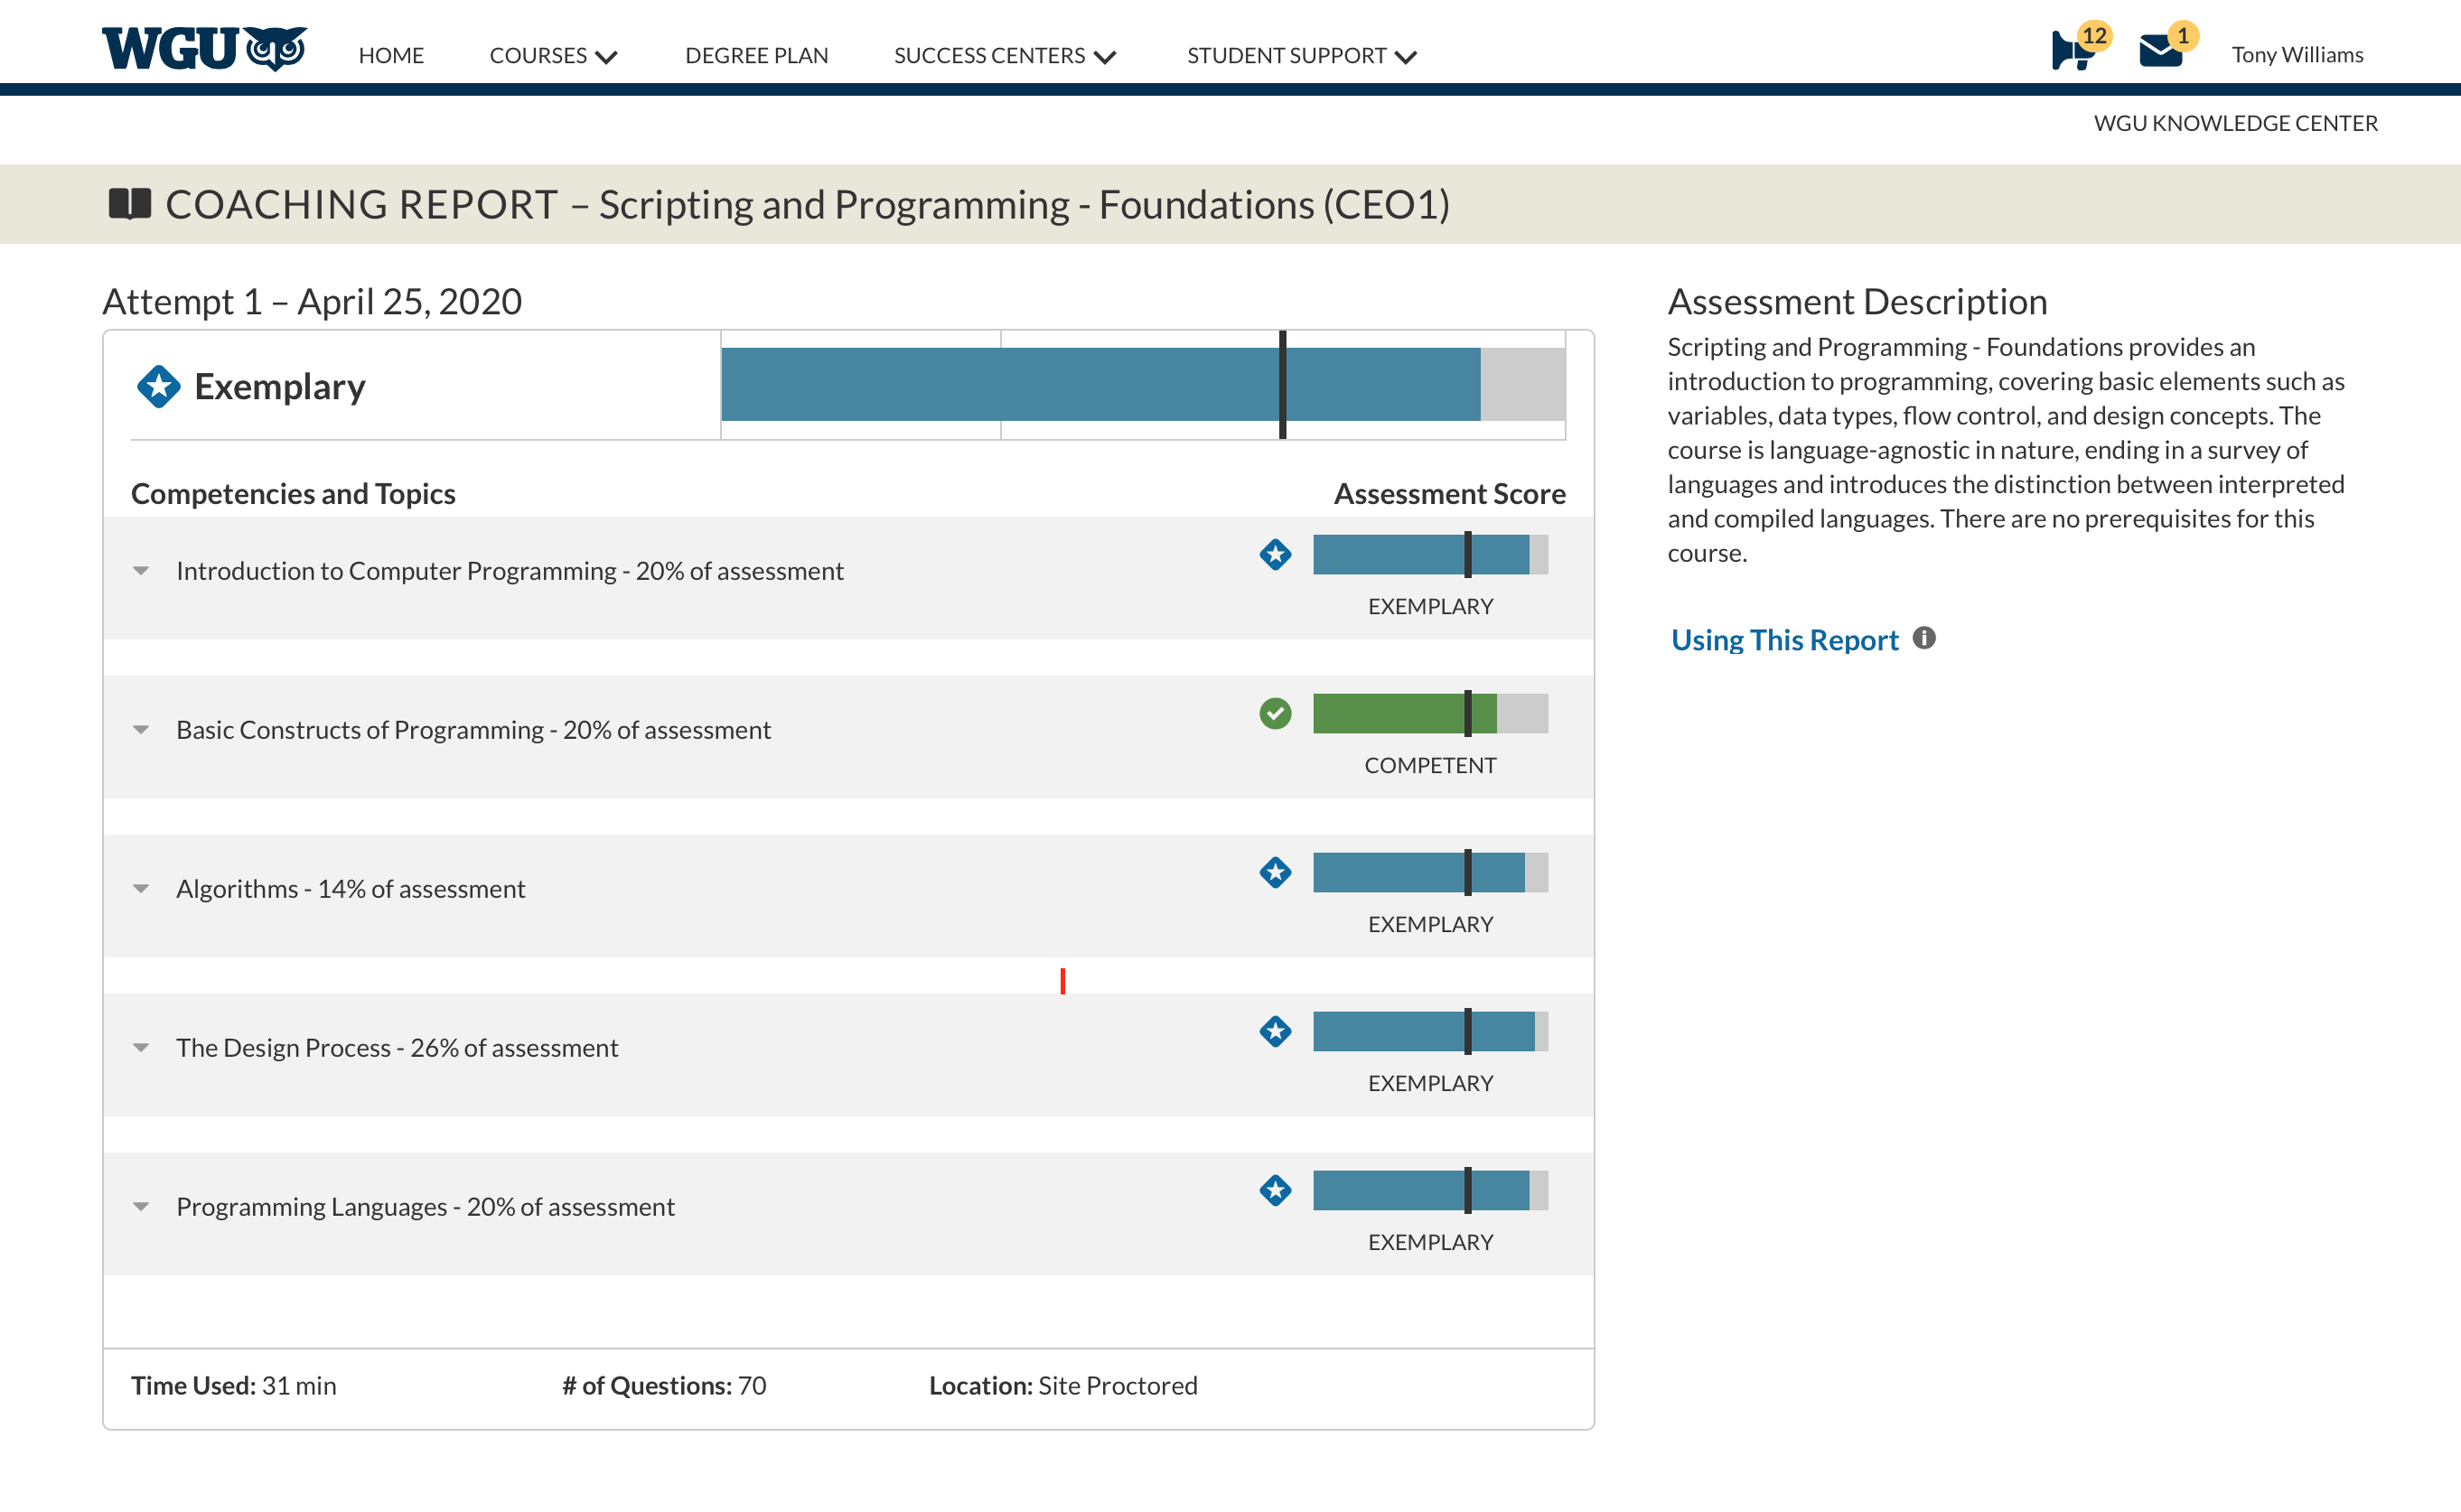 WGU
HOME
COURSES
DEGREE PLAN
SUCCESS CENTERS
STUDENT SUPPORT
12
1
Tony Williams
WGU KNOWLEDGE CENTER
COACHING REPORT – Scripting and Programming - Foundations (CEO1)
Attempt 1 – April 25, 2020
Exemplary
Competencies and Topics
Assessment Score
Introduction to Computer Programming - 20% of assessment
EXEMPLARY
Basic Constructs of Programming - 20% of assessment
COMPETENT
Algorithms - 14% of assessment
EXEMPLARY
The Design Process - 26% of assessment
EXEMPLARY
Programming Languages - 20% of assessment
EXEMPLARY
Time Used: 31 min
# of Questions: 70
Location: Site Proctored
Assessment Description
Scripting and Programming - Foundations provides an
introduction to programming, covering basic elements such as
variables, data types, flow control, and design concepts. The
course is language-agnostic in nature, ending in a survey of
languages and introduces the distinction between interpreted
and compiled languages. There are no prerequisites for this
course.
Using This Report